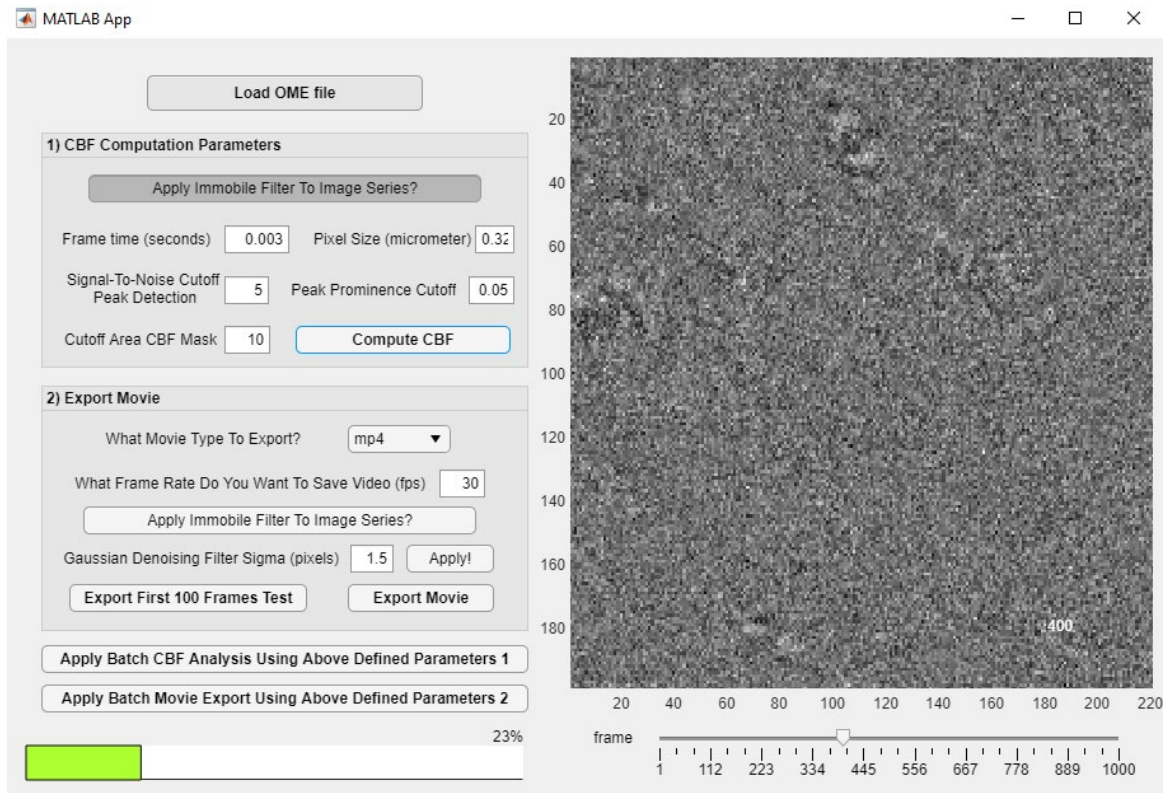 MATLAB App
Load OME file
1) CBF Computation Parameters
Apply Immobile Filter To Image Series?
Frame time (seconds) 0.003 Pixel Size (micrometer) 0.32
Signal-To-Noise Cutoff
Peak Detection 5 Peak Prominence Cutoff 0.05
Cutoff Area CBF Mask 10 Compute CBF
2) Export Movie
What Movie Type To Export? mp4
What Frame Rate Do You Want To Save Video (fps) 30
Apply Immobile Filter To Image Series?
Gaussian Denoising Filter Sigma (pixels) 1.5 Apply!
Export First 100 Frames Test Export Movie
Apply Batch CBF Analysis Using Above Defined Parameters 1
Apply Batch Movie Export Using Above Defined Parameters 2
23%
20
40
60
80
100
120
140
160
180
400
20 40 60 80 100 120 140 160 180 200 220
frame
1 112 223 334 445 556 667 778 889 1000